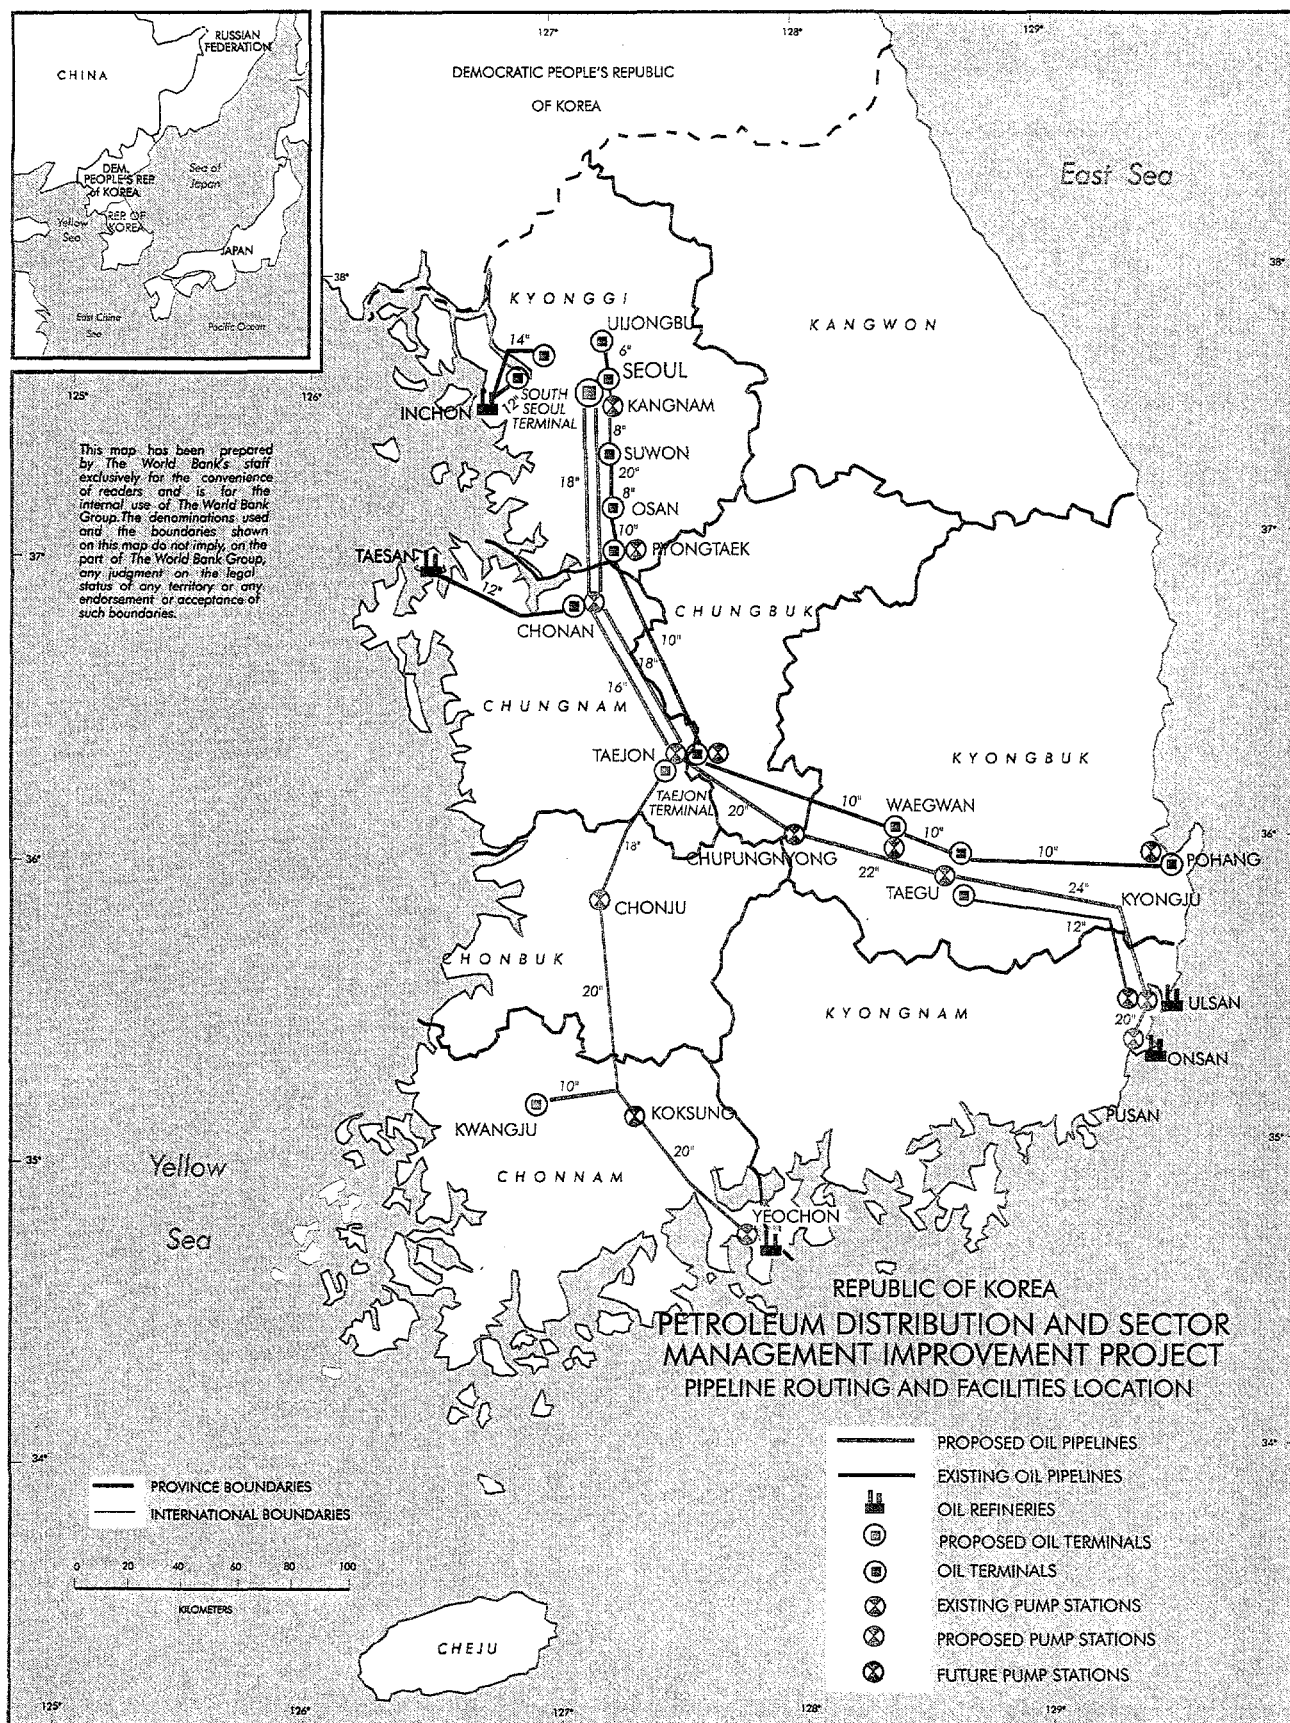 RUSSIAN
FEDERATION
CHINA
DEM.
PEOPLE'S REP.
of KOREA
Sea of
Japan
Yellow
Sea
REP. OF
KOREA
JAPAN
East China
Sea
Pacific Ocean
127°
128°
129°
DEMOCRATIC PEOPLE'S REPUBLIC
OF KOREA
East Sea
38°
38°
KYONGGI
KANGWON
UIJONGBU
14"
6"
SEOUL
125°
126°
INCHON
12"
SOUTH
SEOUL
TERMINAL
KANGNAM
8"
SUWON
20"
18"
8"
OSAN
10"
PYONGTAEK
37°
37°
This map has been prepared
by The World Bank's staff
exclusively for the convenience
of readers and is for the
internal use of The World Bank
Group. The denominations used
and the boundaries shown
on this map do not imply, on the
part of The World Bank Group,
any judgment on the legal
status of any territory or any
endorsement or acceptance of
such boundaries.
TAESAN
12"
CHONAN
CHUNGBUK
10"
18"
16"
CHUNGNAM
TAEJON
TAEJON
TERMINAL
KYONGBUK
20"
10"
WAEGWAN
10"
10"
36°
36°
18"
CHUPUNGNYONG
22"
POHANG
TAEGU
24"
KYONGJU
12"
CHONJU
CHONBUK
20"
KYONGNAM
ULSAN
20"
ONSAN
10"
KOKSUNG
KWANGJU
PUSAN
35°
35°
20"
CHONNAM
Yellow
Sea
YEOCHON
REPUBLIC OF KOREA
PETROLEUM DISTRIBUTION AND SECTOR
MANAGEMENT IMPROVEMENT PROJECT
PIPELINE ROUTING AND FACILITIES LOCATION
PROPOSED OIL PIPELINES
EXISTING OIL PIPELINES
OIL REFINERIES
PROPOSED OIL TERMINALS
OIL TERMINALS
EXISTING PUMP STATIONS
PROPOSED PUMP STATIONS
FUTURE PUMP STATIONS
34°
34°
PROVINCE BOUNDARIES
INTERNATIONAL BOUNDARIES
0 20 40 60 80 100
KILOMETERS
CHEJU
125°
126°
127°
128°
129°